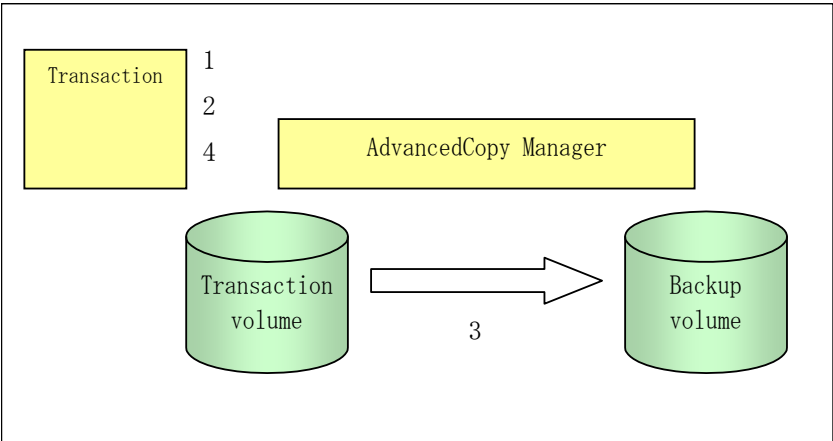 Transaction
1
2
4
AdvancedCopy Manager
Transaction
volume
3
Backup
volume